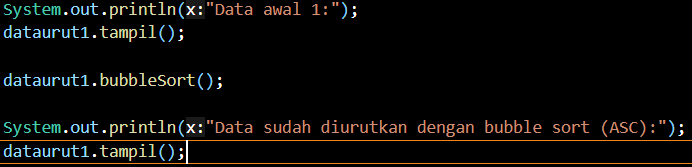 System.out.println(x:"Data awal 1:");
dataurut1.tampil();
dataurut1.bubbleSort();
System.out.println(x:"Data sudah diurutkan dengan bubble sort (ASC):");
dataurut1.tampil();